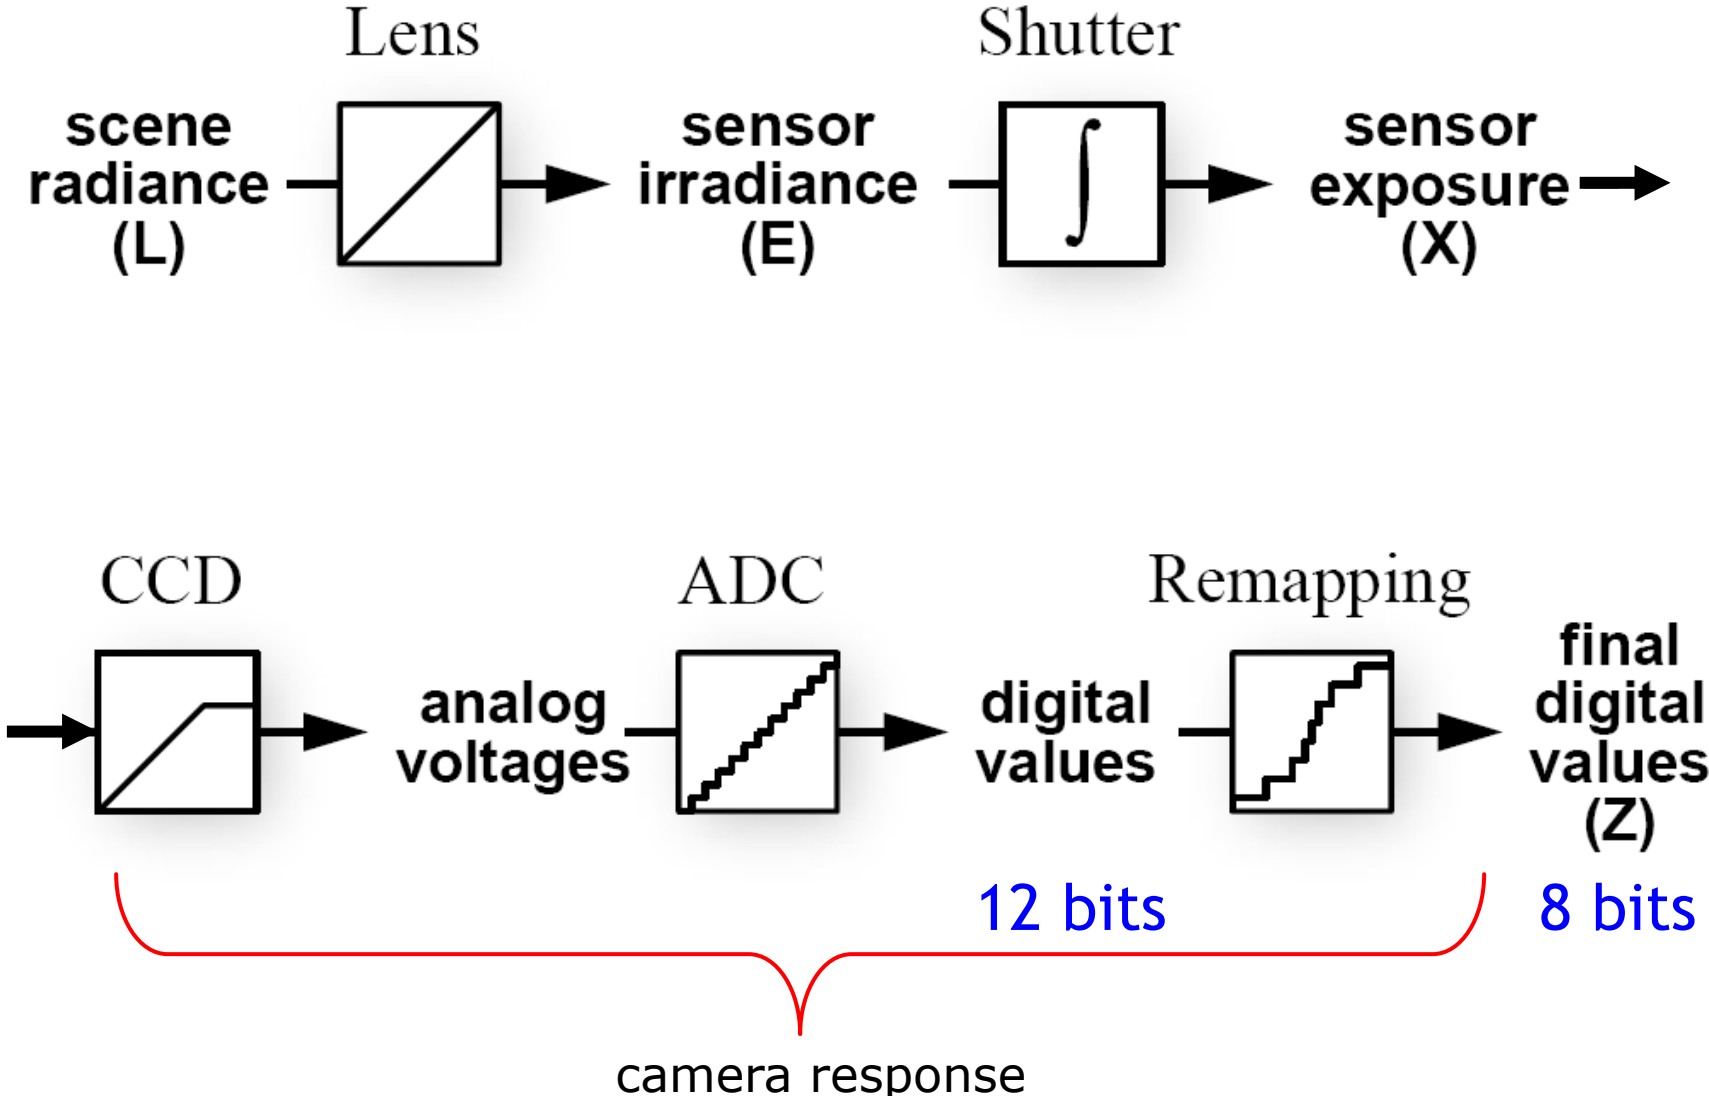 Lens
Shutter
scene
radiance
(L)
sensor
irradiance
(E)
∫
sensor
exposure
(X)
CCD
ADC
Remapping
analog
voltages
digital
values
final
digital
values
(Z)
12 bits
8 bits
camera response